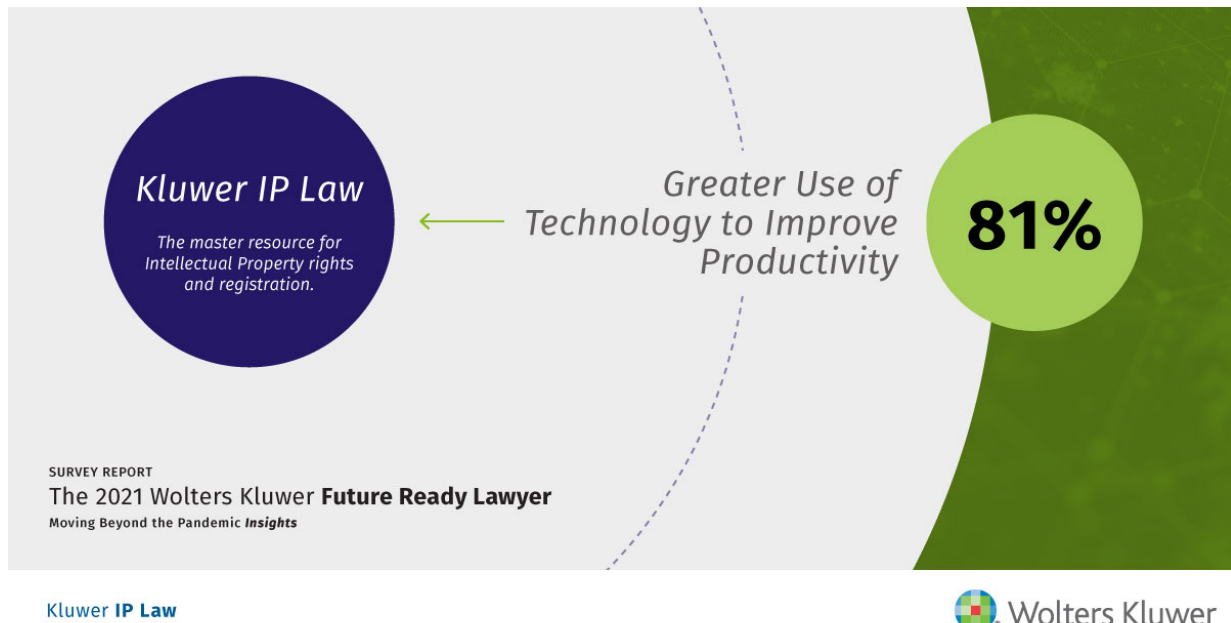 Kluwer IP Law
The master resource for
Intellectual Property rights
and registration.
Greater Use of
Technology to Improve
Productivity
81%
SURVEY REPORT
The 2021 Wolters Kluwer Future Ready Lawyer
Moving Beyond the Pandemic Insights
Kluwer IP Law
Wolters Kluwer